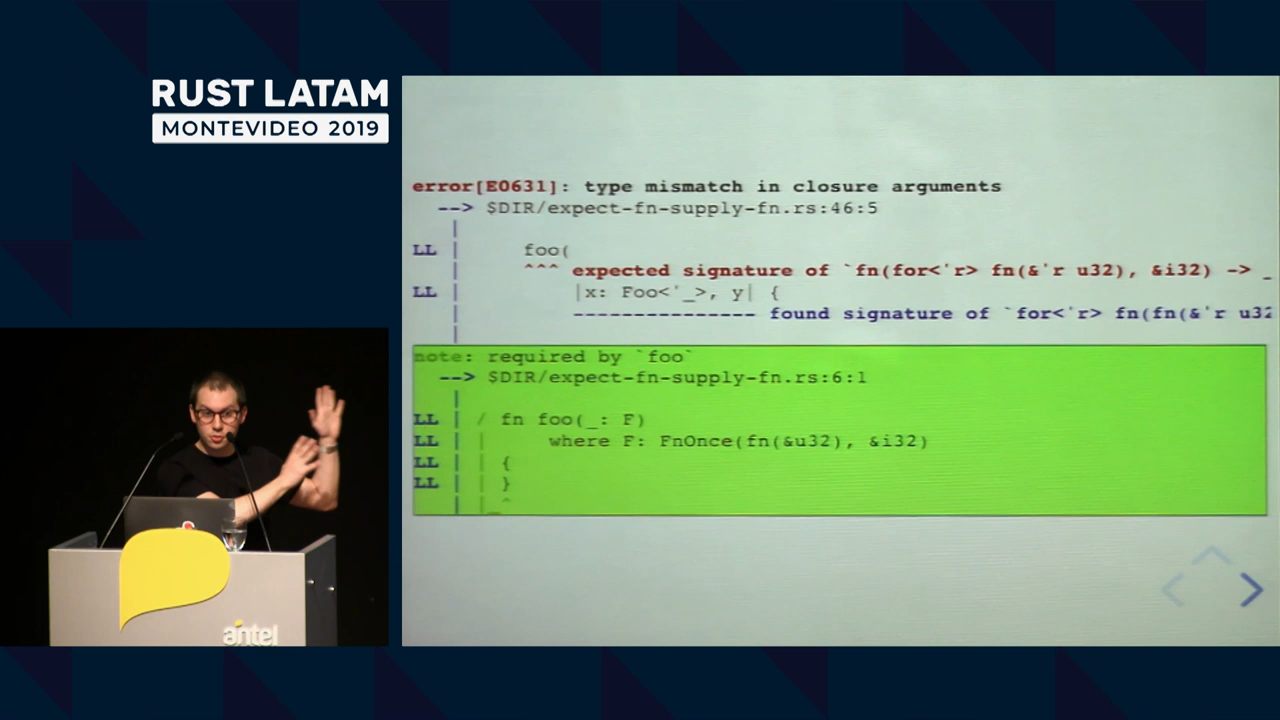 RUST LATAM
MONTEVIDEO 2019
error[E0631]: type mismatch in closure arguments
--> $DIR/expect-fn-supply-fn.rs:46:5
|
LL | foo(
| ^^^ expected signature of `fn(for<'r> fn(&'r u32), &i32) -> _
LL | |x: Foo<'_>, y| {
| --------------- found signature of `for<'r> fn(fn(&'r u32
|
note: required by `foo`
--> $DIR/expect-fn-supply-fn.rs:6:1
|
LL | / fn foo(_: F)
LL | | where F: FnOnce(fn(&u32), &i32)
LL | | {
LL | | }
| |_^
antel